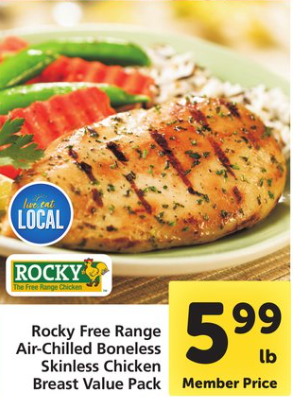 live, eat
LOCAL
ROCKY
The Free Range Chicken
Rocky Free Range
Air-Chilled Boneless
Skinless Chicken
Breast Value Pack
5 99
lb
Member Price